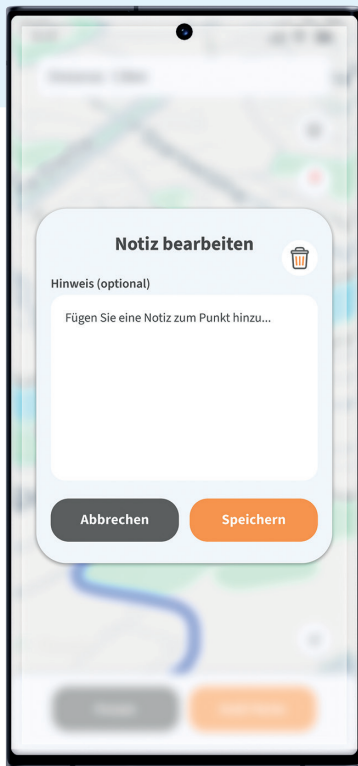 Notiz bearbeiten
Hinweis (optional)
Fügen Sie eine Notiz zum Punkt hinzu...
Abbrechen
Speichern